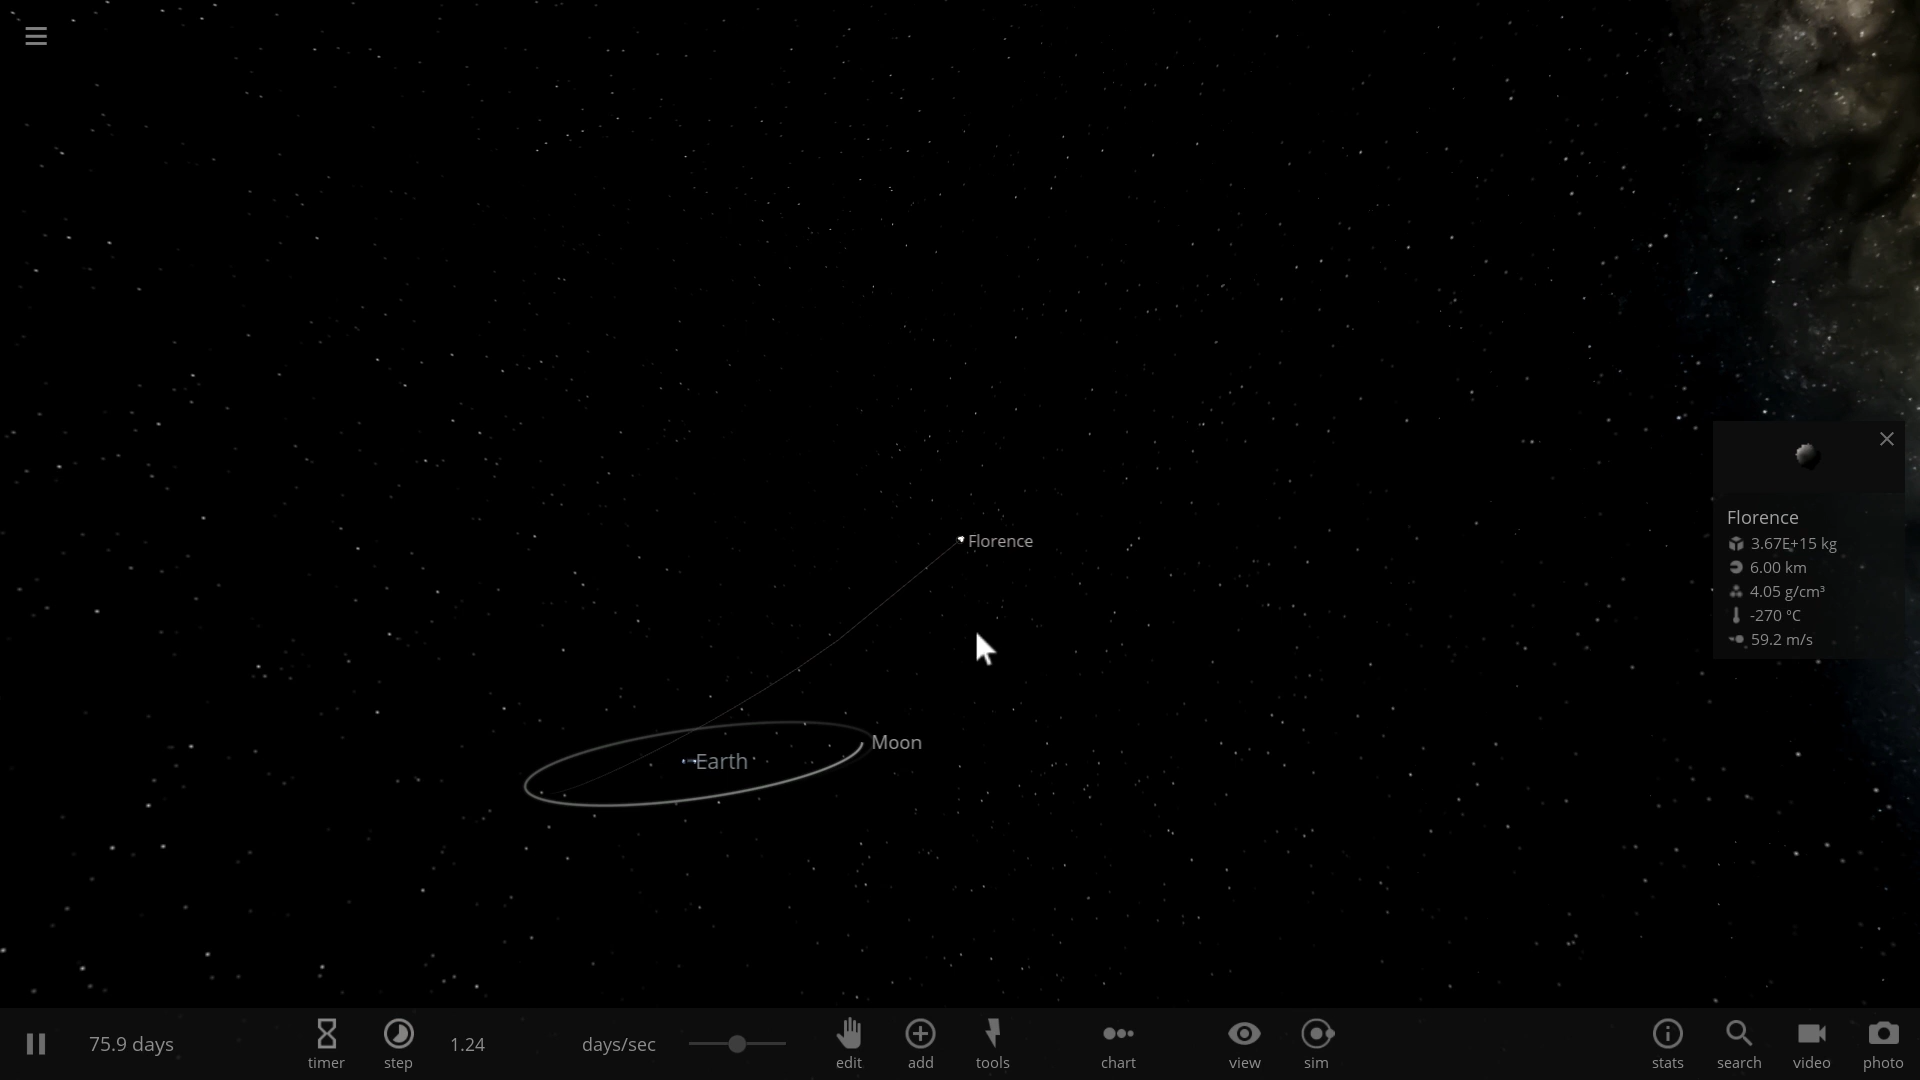 Florence
Moon
Earth
Florence
3.67E+15 kg
6.00 km
4.05 g/cm³
-270 °C
59.2 m/s
75.9 days
timer
step
1.24
days/sec
edit
add
tools
chart
view
sim
stats
search
video
photo